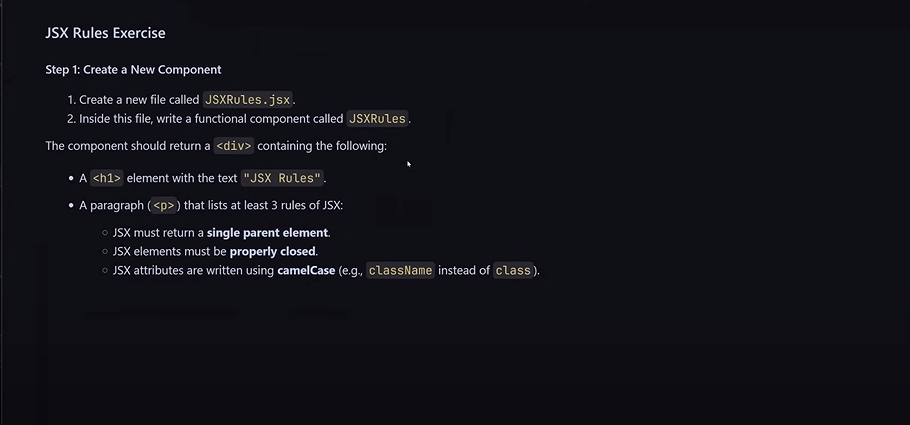 JSX Rules Exercise
Step 1: Create a New Component
1. Create a new file called JSXRules.jsx.
2. Inside this file, write a functional component called JSXRules.
The component should return a <div> containing the following:
• A <h1> element with the text "JSX Rules".
• A paragraph (<p>) that lists at least 3 rules of JSX:
○ JSX must return a single parent element.
○ JSX elements must be properly closed.
○ JSX attributes are written using camelCase (e.g., className instead of class).